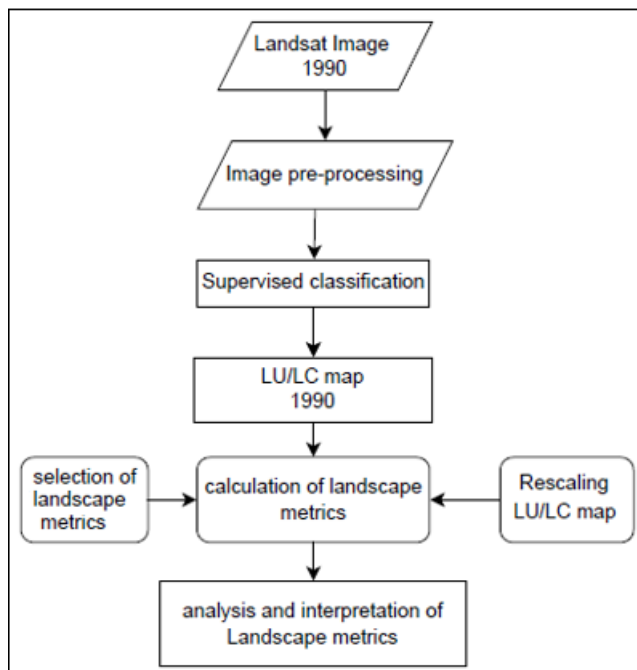 Landsat Image
1990
Image pre-processing
Supervised classification
LU/LC map
1990
selection of
landscape
metrics
calculation of landscape
metrics
Rescaling
LU/LC map
analysis and interpretation of
Landscape metrics